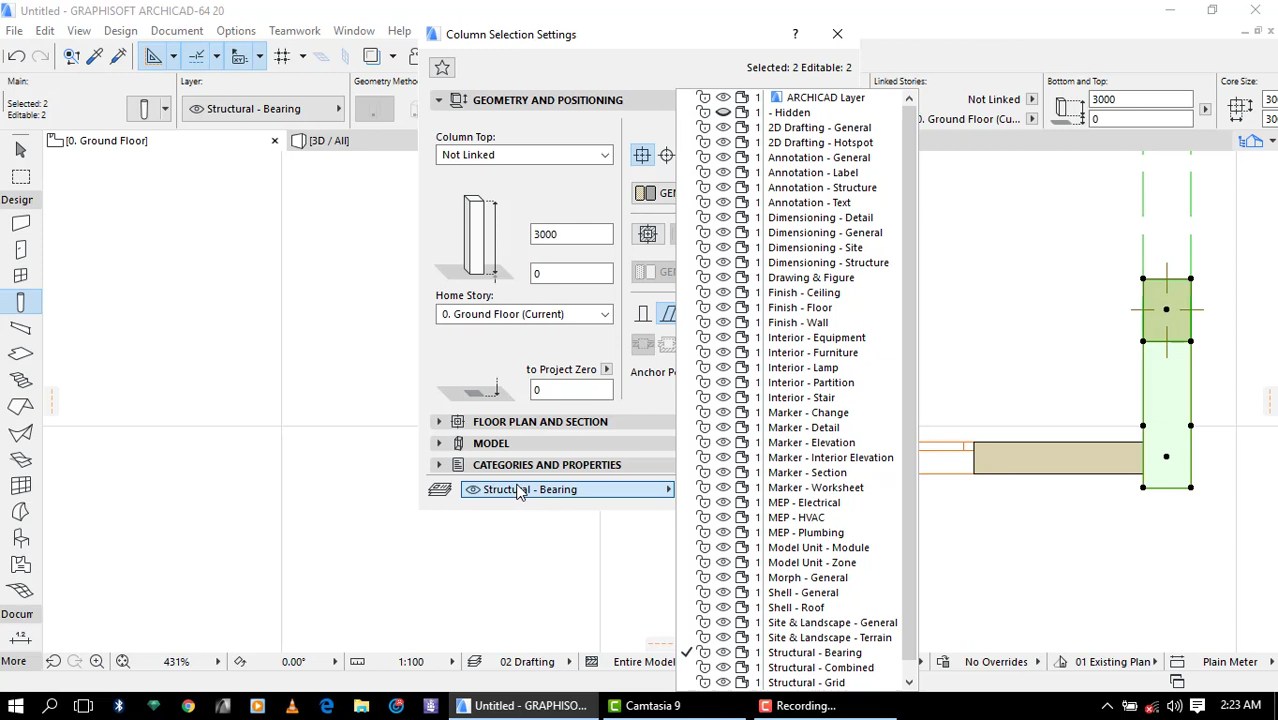 Untitled - GRAPHISOFT ARCHICAD-64 20
File Edit View Design Document Options Teamwork Window Help
Column Selection Settings
?
Selected: 2 Editable: 2
Main:
Selected: 2
Editable: 2
Layer:
Structural - Bearing
Geometry Metho
Linked Stories:
Not Linked
0. Ground Floor (Cu...
Bottom and Top:
3000
0
Core Size:
30
30
[0. Ground Floor]
[3D / All]
Design
Docum
More
GEOMETRY AND POSITIONING
Column Top:
Not Linked
3000
0
Home Story:
0. Ground Floor (Current)
to Project Zero
0
GEN
GEN
Anchor P
FLOOR PLAN AND SECTION
MODEL
CATEGORIES AND PROPERTIES
Structural - Bearing
1 ARCHICAD Layer
1 - Hidden
1 2D Drafting - General
1 2D Drafting - Hotspot
1 Annotation - General
1 Annotation - Label
1 Annotation - Structure
1 Annotation - Text
1 Dimensioning - Detail
1 Dimensioning - General
1 Dimensioning - Site
1 Dimensioning - Structure
1 Drawing & Figure
1 Finish - Ceiling
1 Finish - Floor
1 Finish - Wall
1 Interior - Equipment
1 Interior - Furniture
1 Interior - Lamp
1 Interior - Partition
1 Interior - Stair
1 Marker - Change
1 Marker - Detail
1 Marker - Elevation
1 Marker - Interior Elevation
1 Marker - Section
1 Marker - Worksheet
1 MEP - Electrical
1 MEP - HVAC
1 MEP - Plumbing
1 Model Unit - Module
1 Model Unit - Zone
1 Morph - General
1 Shell - General
1 Shell - Roof
1 Site & Landscape - General
1 Site & Landscape - Terrain
1 Structural - Bearing
1 Structural - Combined
1 Structural - Grid
431% 0.00° 1:100 02 Drafting Entire Model No Overrides 01 Existing Plan Plain Meter
Untitled - GRAPHISO... Camtasia 9 Recording... 2:23 AM